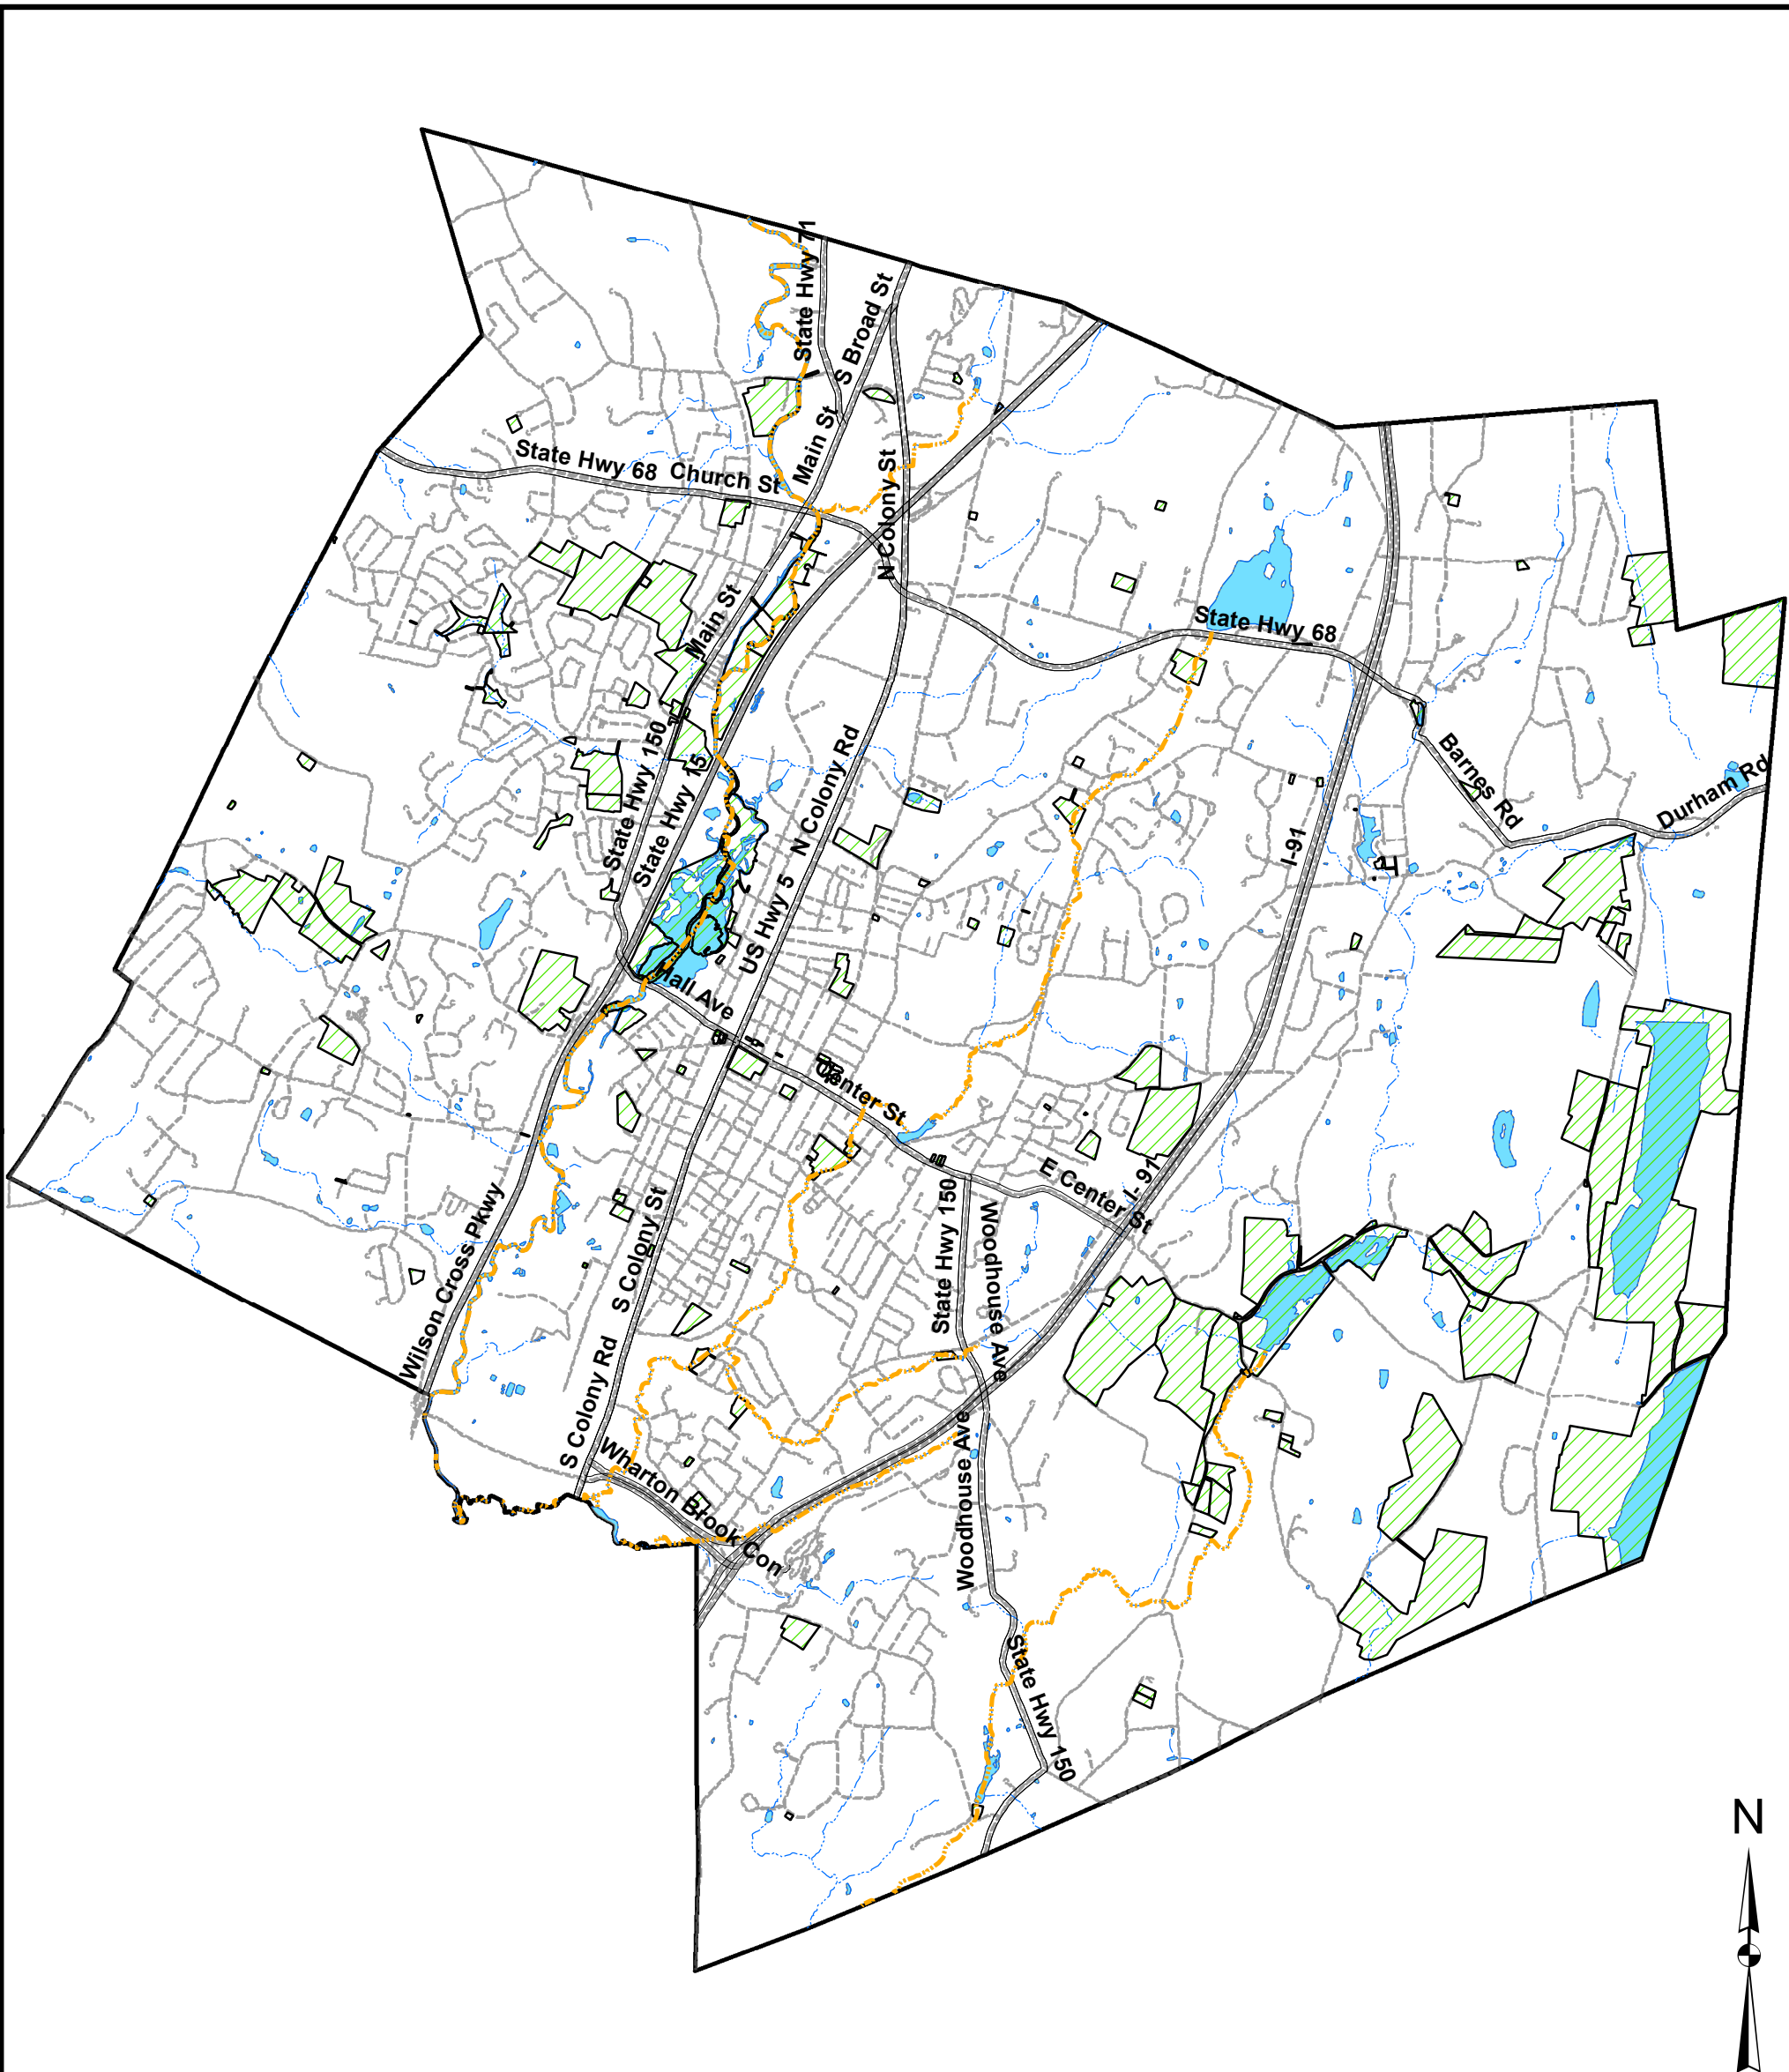 State Hwy 71
S Broad St
Main St
State Hwy 68 Church St
N Colony St
Main St
State Hwy 68
State Hwy 150
State Hwy 15
N Colony Rd
Barnes Rd
Durham Rd
I-91
US Hwy 5
Hall Ave
Center St
E Center St
I-91
State Hwy 150
Woodhouse Ave
S Colony St
Wilson Cross Pkwy
S Colony Rd
Wharton Brook Con
Woodhouse Ave
State Hwy 150
N